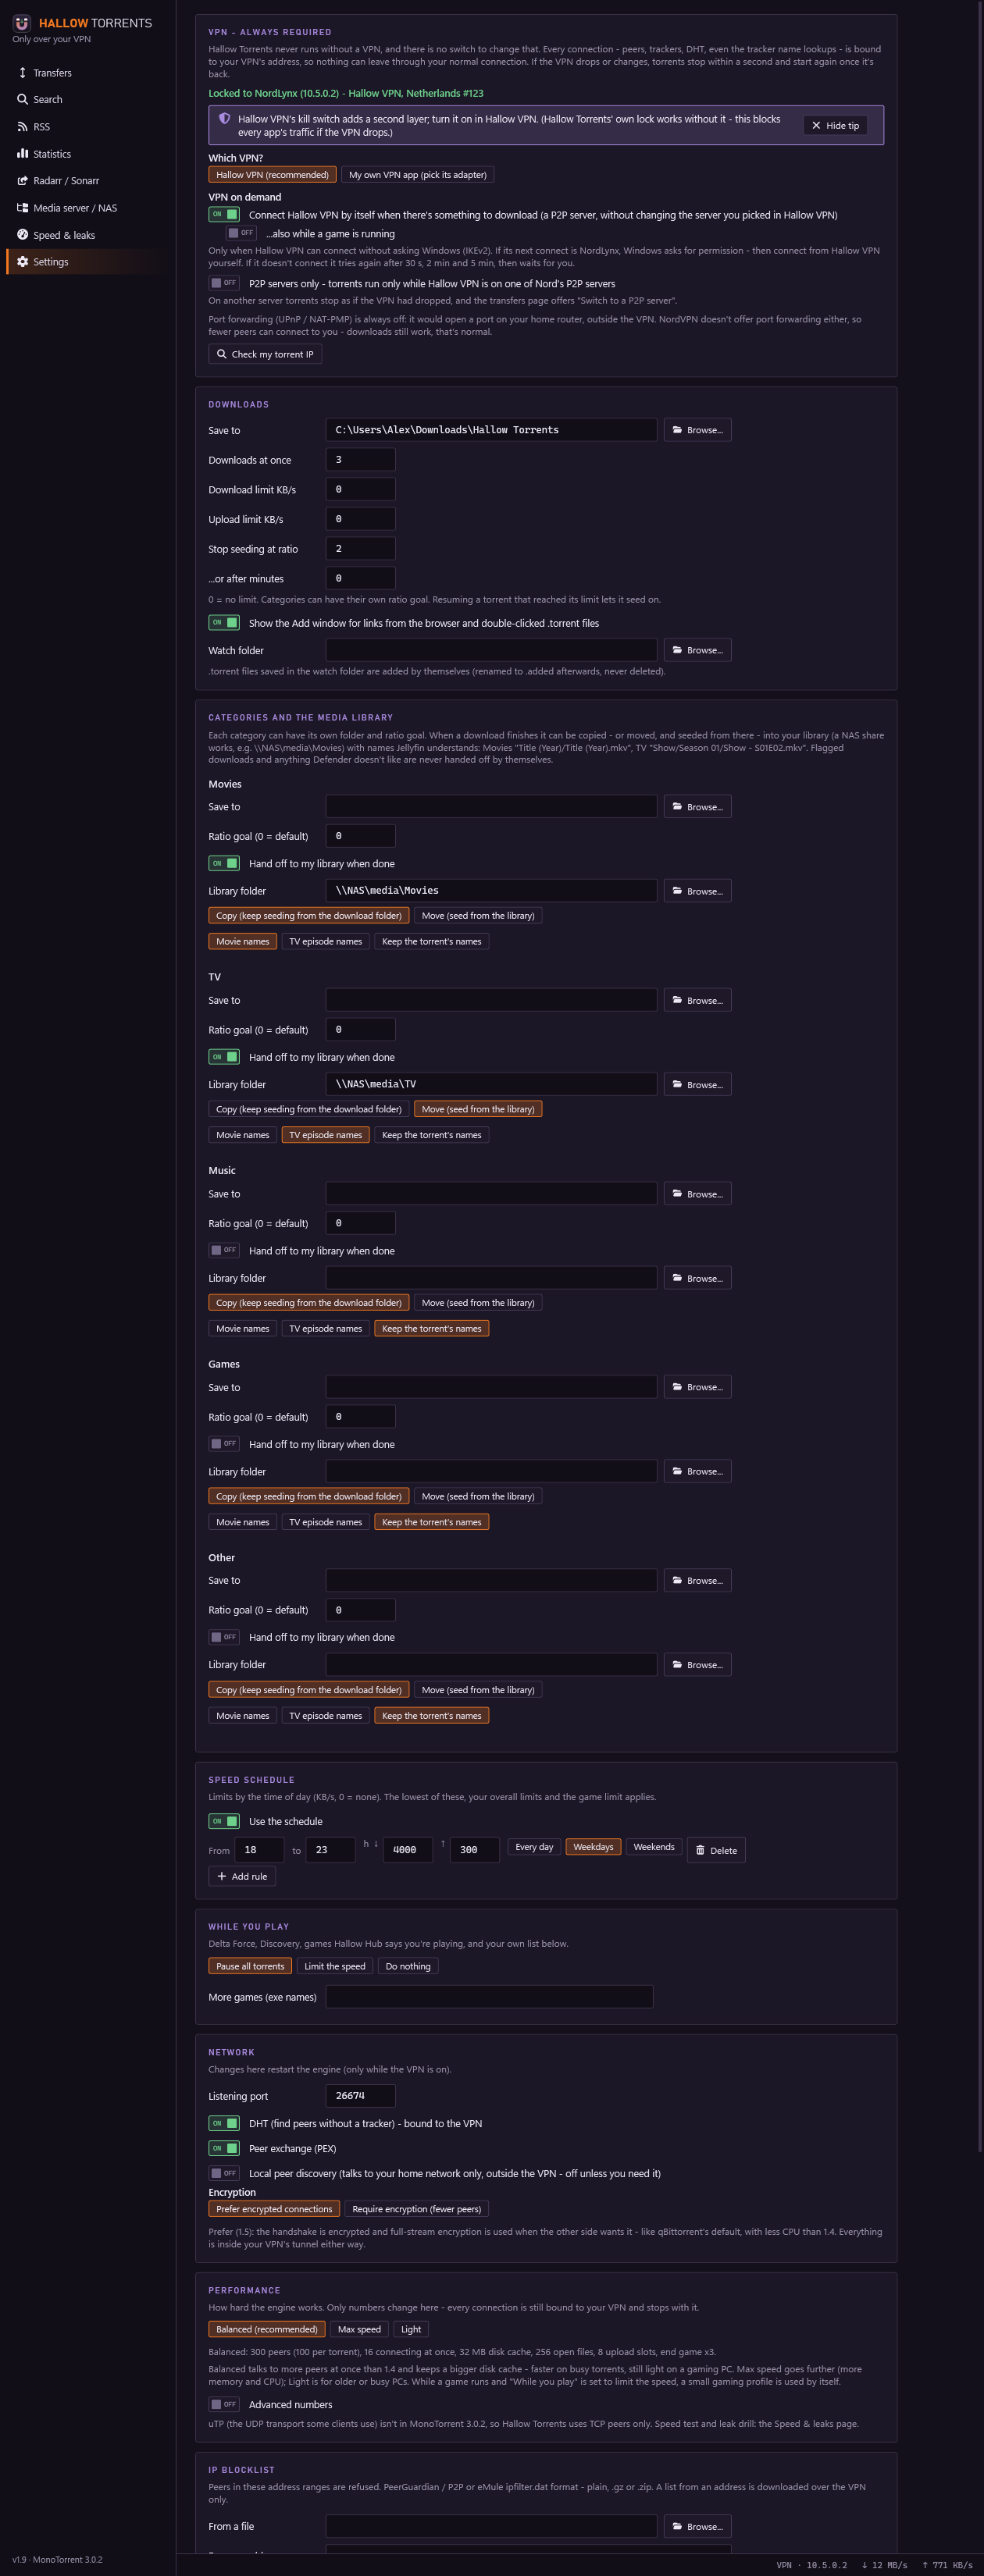 HALLOW TORRENTS
Only over your VPN
Transfers
Search
RSS
Statistics
Radarr / Sonarr
Media server / NAS
Speed & leaks
Settings
VPN - ALWAYS REQUIRED
Hallow Torrents never runs without a VPN, and there is no switch to change that. Every connection - peers, trackers, DHT, even the tracker name lookups - is bound
to your VPN's address, so nothing can leave through your normal connection. If the VPN drops or changes, torrents stop within a second and start again once it's
back.
Locked to NordLynx (10.5.0.2) - Hallow VPN, Netherlands #123
Hallow VPN's kill switch adds a second layer; turn it on in Hallow VPN. (Hallow Torrents' own lock works without it - this blocks
every app's traffic if the VPN drops.)
Hide tip
Which VPN?
Hallow VPN (recommended) My own VPN app (pick its adapter)
VPN on demand
ON Connect Hallow VPN by itself when there's something to download (a P2P server, without changing the server you picked in Hallow VPN)
OFF ...also while a game is running
Only when Hallow VPN can connect without asking Windows (IKEv2). If its next connect is NordLynx, Windows asks for permission - then connect from Hallow VPN
yourself. If it doesn't connect it tries again after 30 s, 2 min and 5 min, then waits for you.
OFF P2P servers only - torrents run only while Hallow VPN is on one of Nord's P2P servers
On another server torrents stop as if the VPN had dropped, and the transfers page offers "Switch to a P2P server".
Port forwarding (UPnP / NAT-PMP) is always off: it would open a port on your home router, outside the VPN. NordVPN doesn't offer port forwarding either, so
fewer peers can connect to you - downloads still work, that's normal.
Check my torrent IP
DOWNLOADS
Save to C:\Users\Alex\Downloads\Hallow Torrents Browse...
Downloads at once 3
Download limit KB/s 0
Upload limit KB/s 0
Stop seeding at ratio 2
...or after minutes 0
0 = no limit. Categories can have their own ratio goal. Resuming a torrent that reached its limit lets it seed on.
ON Show the Add window for links from the browser and double-clicked .torrent files
Watch folder Browse...
.torrent files saved in the watch folder are added by themselves (renamed to .added afterwards, never deleted).
CATEGORIES AND THE MEDIA LIBRARY
Each category can have its own folder and ratio goal. When a download finishes it can be copied - or moved, and seeded from there - into your library (a NAS share
works, e.g. \\NAS\media\Movies) with names Jellyfin understands: Movies "Title (Year)/Title (Year).mkv", TV "Show/Season 01/Show - S01E02.mkv". Flagged
downloads and anything Defender doesn't like are never handed off by themselves.
Movies
Save to Browse...
Ratio goal (0 = default) 0
ON Hand off to my library when done
Library folder \\NAS\media\Movies Browse...
Copy (keep seeding from the download folder) Move (seed from the library)
Movie names TV episode names Keep the torrent's names
TV
Save to Browse...
Ratio goal (0 = default) 0
ON Hand off to my library when done
Library folder \\NAS\media\TV Browse...
Copy (keep seeding from the download folder) Move (seed from the library)
Movie names TV episode names Keep the torrent's names
Music
Save to Browse...
Ratio goal (0 = default) 0
OFF Hand off to my library when done
Library folder Browse...
Copy (keep seeding from the download folder) Move (seed from the library)
Movie names TV episode names Keep the torrent's names
Games
Save to Browse...
Ratio goal (0 = default) 0
OFF Hand off to my library when done
Library folder Browse...
Copy (keep seeding from the download folder) Move (seed from the library)
Movie names TV episode names Keep the torrent's names
Other
Save to Browse...
Ratio goal (0 = default) 0
OFF Hand off to my library when done
Library folder Browse...
Copy (keep seeding from the download folder) Move (seed from the library)
Movie names TV episode names Keep the torrent's names
SPEED SCHEDULE
Limits by the time of day (KB/s, 0 = none). The lowest of these, your overall limits and the game limit applies.
ON Use the schedule
From 18 to 23 h ↓ 4000 ↑ 300 Every day Weekdays Weekends Delete
Add rule
WHILE YOU PLAY
Delta Force, Discovery, games Hallow Hub says you're playing, and your own list below.
Pause all torrents Limit the speed Do nothing
More games (exe names)
NETWORK
Changes here restart the engine (only while the VPN is on).
Listening port 26674
ON DHT (find peers without a tracker) - bound to the VPN
ON Peer exchange (PEX)
OFF Local peer discovery (talks to your home network only, outside the VPN - off unless you need it)
Encryption
Prefer encrypted connections Require encryption (fewer peers)
Prefer (1.5): the handshake is encrypted and full-stream encryption is used when the other side wants it - like qBittorrent's default, with less CPU than 1.4. Everything
is inside your VPN's tunnel either way.
PERFORMANCE
How hard the engine works. Only numbers change here - every connection is still bound to your VPN and stops with it.
Balanced (recommended) Max speed Light
Balanced: 300 peers (100 per torrent), 16 connecting at once, 32 MB disk cache, 256 open files, 8 upload slots, end game x3.
Balanced talks to more peers at once than 1.4 and keeps a bigger disk cache - faster on busy torrents, still light on a gaming PC. Max speed goes further (more
memory and CPU); Light is for older or busy PCs. While a game runs and "While you play" is set to limit the speed, a small gaming profile is used by itself.
OFF Advanced numbers
uTP (the UDP transport some clients use) isn't in MonoTorrent 3.0.2, so Hallow Torrents uses TCP peers only. Speed test and leak drill: the Speed & leaks page.
IP BLOCKLIST
Peers in these address ranges are refused. PeerGuardian / P2P or eMule ipfilter.dat format - plain, .gz or .zip. A list from an address is downloaded over the VPN
only.
From a file Browse...
v1.9 · MonoTorrent 3.0.2
VPN · 10.5.0.2 ↓ 12 MB/s ↑ 771 KB/s